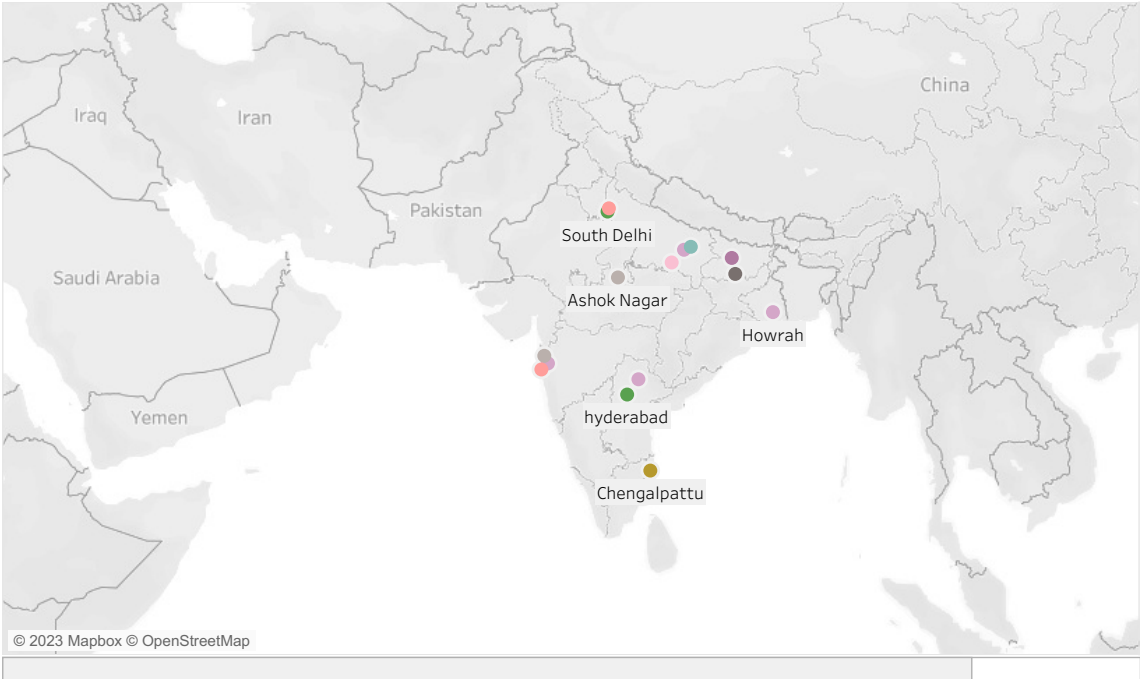 China
Iraq
Iran
Pakistan
South Delhi
Saudi Arabia
Ashok Nagar
Howrah
Yemen
hyderabad
Chengalpattu
© 2023 Mapbox © OpenStreetMap